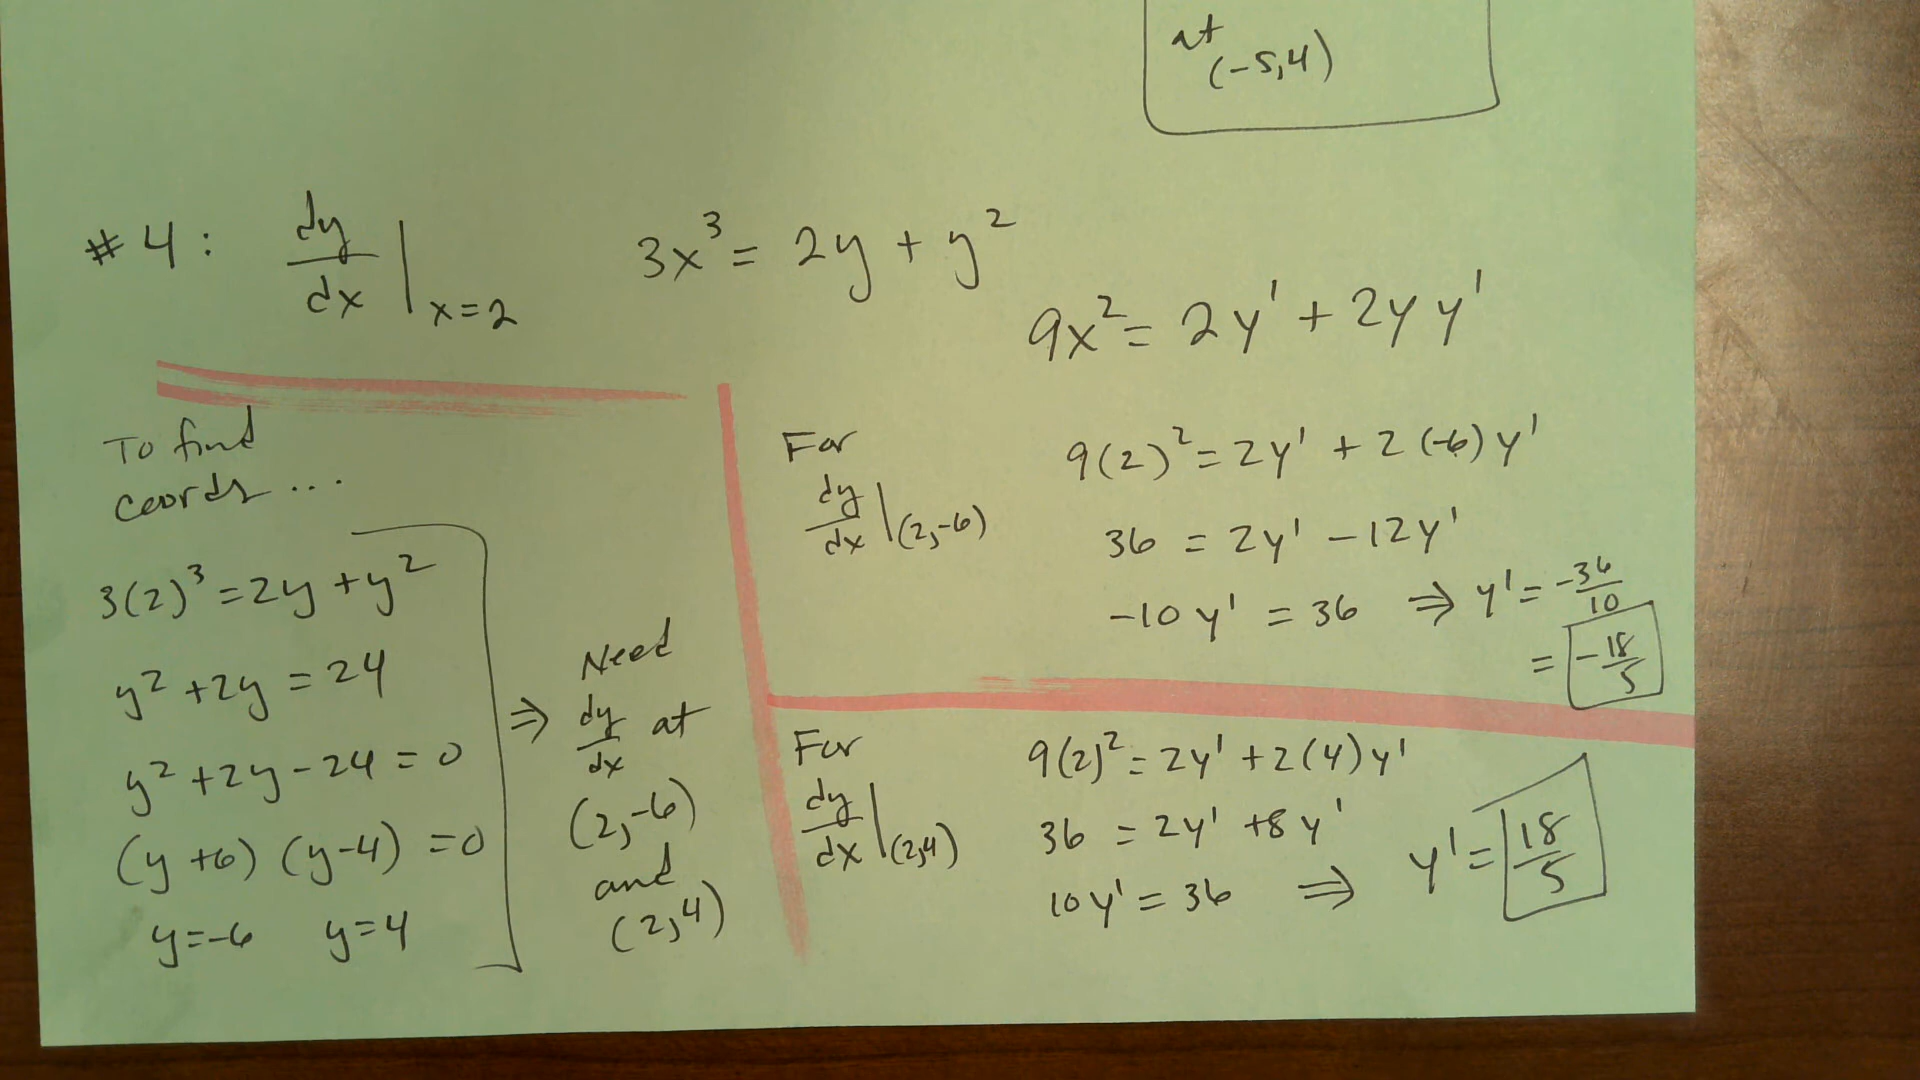 at
(-5,4)
#4: dy/dx | x=2
3x³ = 2y + y²
9x² = 2y' + 2y y'
To find
coords ...
3(2)³ = 2y + y²
y² + 2y = 24
y² + 2y - 24 = 0
(y + 6) (y - 4) = 0
y = -6 y = 4
⇒ Need
dy/dx at
(2,-6)
and
(2,4)
For
dy/dx | (2,-6)
9(2)² = 2y' + 2(-6)y'
36 = 2y' - 12y'
-10y' = 36 ⇒ y' = -36/10
= -18/5
For
dy/dx | (2,4)
9(2)² = 2y' + 2(4)y'
36 = 2y' + 8y'
10y' = 36 ⇒ y' = 18/5